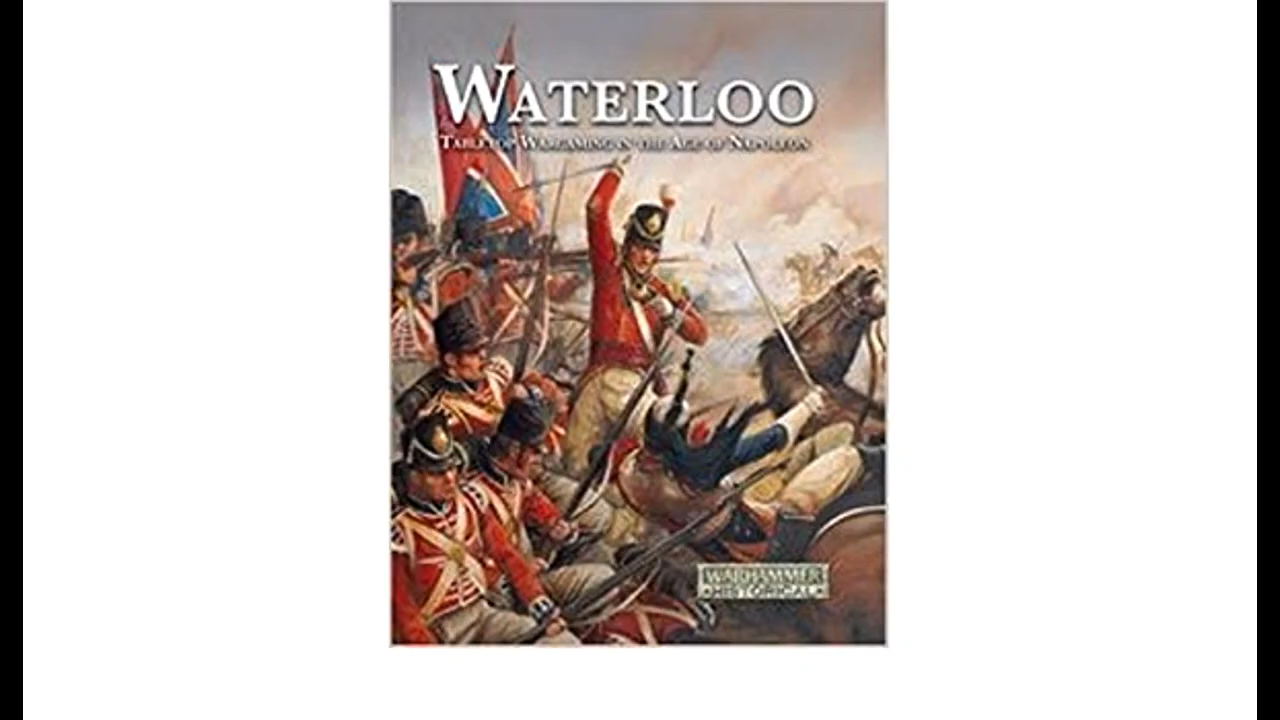 WATERLOO
TABLETOP WARGAMING IN THE AGE OF NAPOLEON
WARHAMMER
HISTORICAL